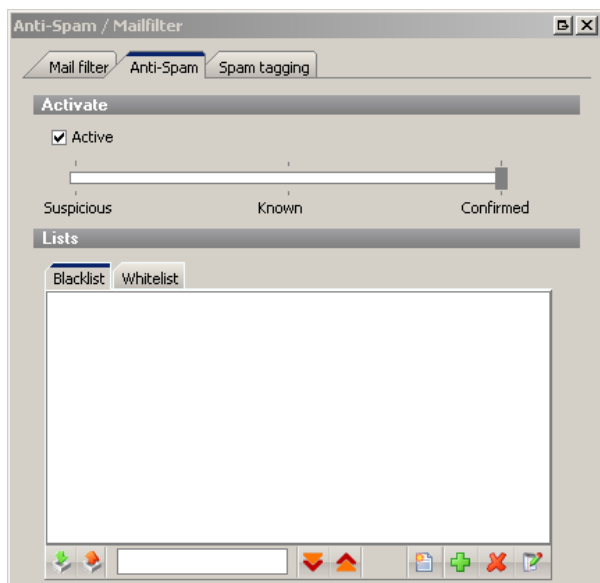 Anti-Spam / Mailfilter
Mail filter Anti-Spam Spam tagging
Activate
Active
Suspicious Known Confirmed
Lists
Blacklist Whitelist